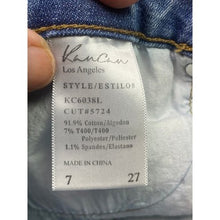 KanCan
Los Angeles
STYLE/ESTILOS
KC6038L
CUT#5724
91.9% Cotton/Algodon
7% T400/T400
Polyester/Poliester
1.1% Spandex/Elastano
MADE IN CHINA
7 27